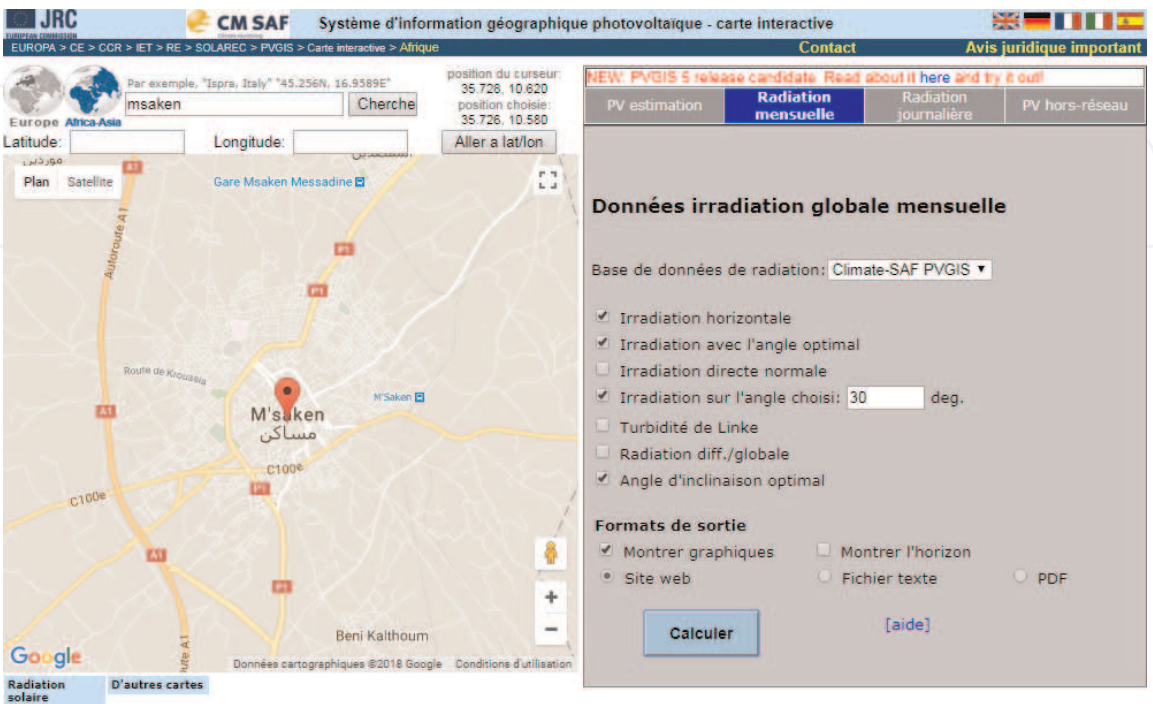 JRC
EUROPEAN COMMISSION
CM SAF
Système d'information géographique photovoltaïque - carte interactive
EUROPA > CE > CCR > IET > RE > SOLAREC > PVGIS > Carte interactive > Afrique
Contact
Avis juridique important
Par exemple, "Ispra, Italy" "45.256N, 16.9589E"
msaken
Cherche
Europe
Africa-Asia
position du curseur:
35.726, 10.620
position choisie:
35.726, 10.560
Latitude:
Longitude:
Aller a lat/lon
NEW: PVGIS 5 release candidate. Read about it here and try it out!
PV estimation
Radiation mensuelle
Radiation journalière
PV hors-réseau
Plan
Satellite
A1
Gare Msaken Messadine
Autoroute A1
P1
P1
Route de Kroussia
A1
M'saken
مساكن
M'Saken
C100e
P1
C100e
A1
P1
Beni Kalthoum
+
−
Google
Données cartographiques ©2018 Google
Conditions d'utilisation
Radiation solaire
D'autres cartes
Données irradiation globale mensuelle
Base de données de radiation: Climate-SAF PVGIS
Irradiation horizontale
Irradiation avec l'angle optimal
Irradiation directe normale
Irradiation sur l'angle choisi: 30 deg.
Turbidité de Linke
Radiation diff./globale
Angle d'inclinaison optimal
Formats de sortie
Montrer graphiques
Montrer l'horizon
Site web
Fichier texte
PDF
Calculer
[aide]